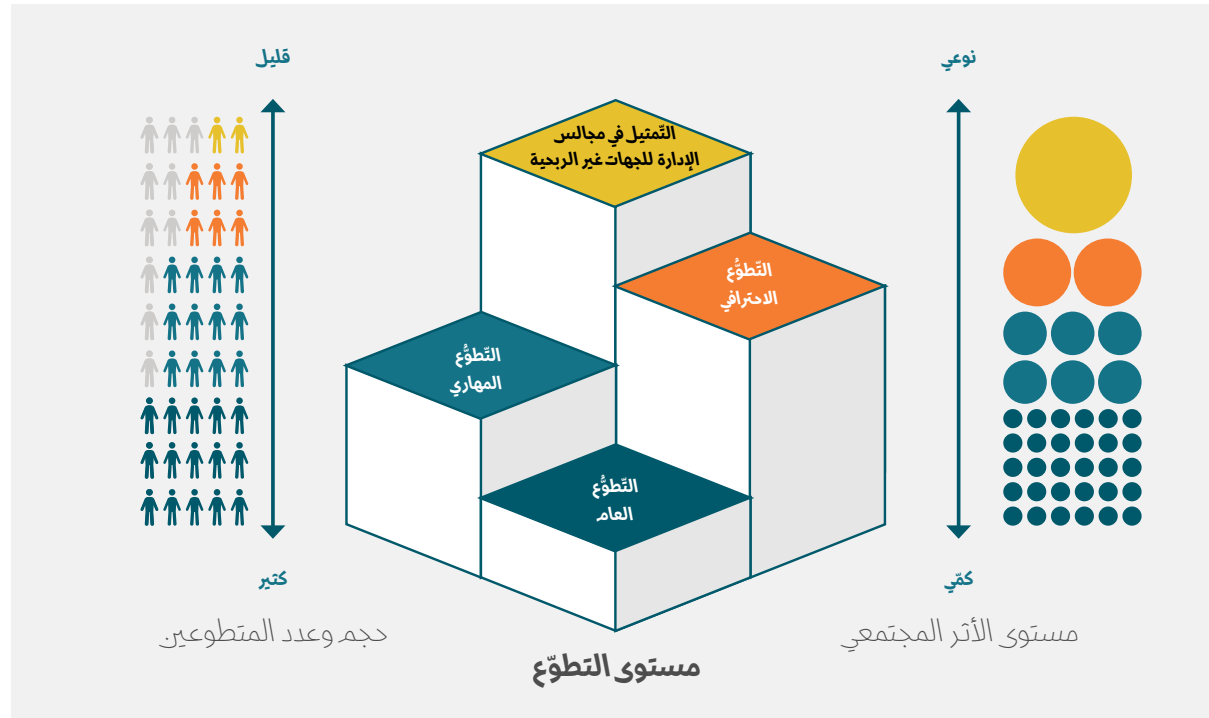 نوعي
قليل
التّمثيل في مجالس
الإدارة للجهات غير الربحية
التّطوُّع
الاحترافي
التّطوُّع
المهاري
التّطوُّع
العام
كمّي
كثير
مستوى الأثر المجتمعي
حجم وعدد المتطوعين
مستوى التطوّع